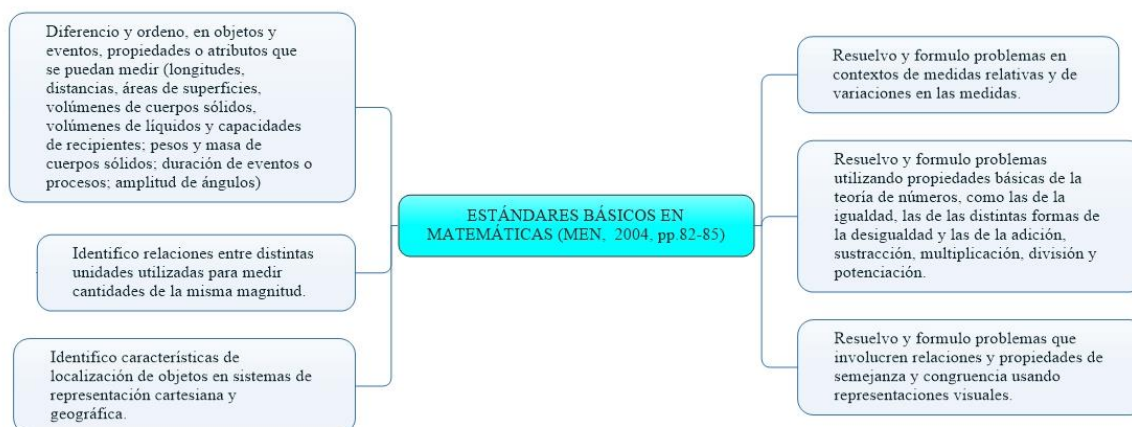 Diferencio y ordeno, en objetos y
eventos, propiedades o atributos que
se puedan medir (longitudes,
distancias, áreas de superficies,
volúmenes de cuerpos sólidos,
volúmenes de líquidos y capacidades
de recipientes; pesos y masa de
cuerpos sólidos; duración de eventos o
procesos; amplitud de ángulos)
Identifico relaciones entre distintas
unidades utilizadas para medir
cantidades de la misma magnitud.
Identifico características de
localización de objetos en sistemas de
representación cartesiana y
geográfica.
ESTÁNDARES BÁSICOS EN
MATEMÁTICAS (MEN, 2004, pp.82-85)
Resuelvo y formulo problemas en
contextos de medidas relativas y de
variaciones en las medidas.
Resuelvo y formulo problemas
utilizando propiedades básicas de la
teoría de números, como las de la
igualdad, las de las distintas formas de
la desigualdad y las de la adición,
sustracción, multiplicación, división y
potenciación.
Resuelvo y formulo problemas que
involucren relaciones y propiedades de
semejanza y congruencia usando
representaciones visuales.